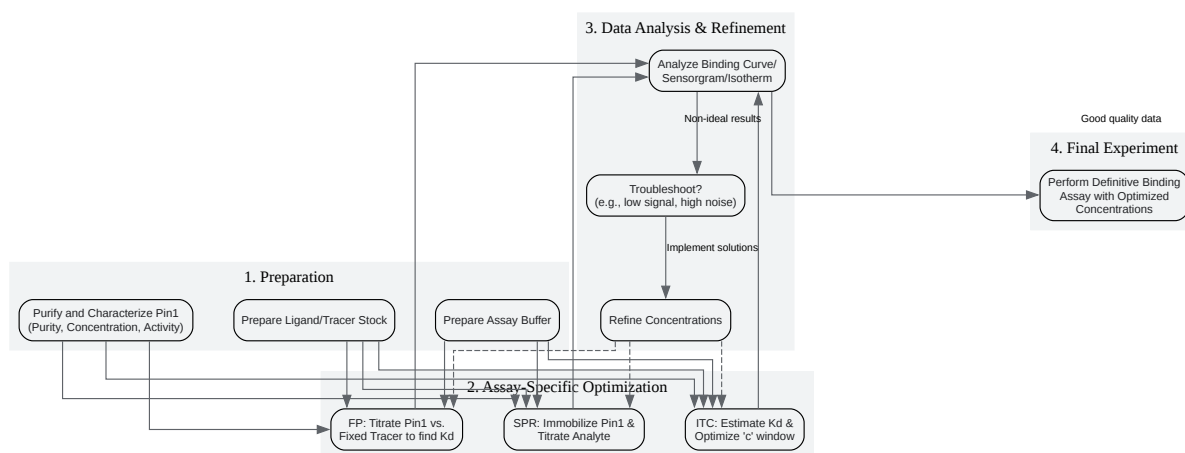 3. Data Analysis & Refinement
Analyze Binding Curve/
Sensorgram/Isotherm
Non-ideal results
Good quality data
4. Final Experiment
Troubleshoot?
(e.g., low signal, high noise)
Perform Definitive Binding
Assay with Optimized
Concentrations
Implement solutions
1. Preparation
Purify and Characterize Pin1
(Purity, Concentration, Activity)
Prepare Ligand/Tracer Stock
Prepare Assay Buffer
Refine Concentrations
2. Assay-Specific Optimization
FP: Titrate Pin1 vs.
Fixed Tracer to find Kd
SPR: Immobilize Pin1 &
Titrate Analyte
ITC: Estimate Kd &
Optimize 'c' window